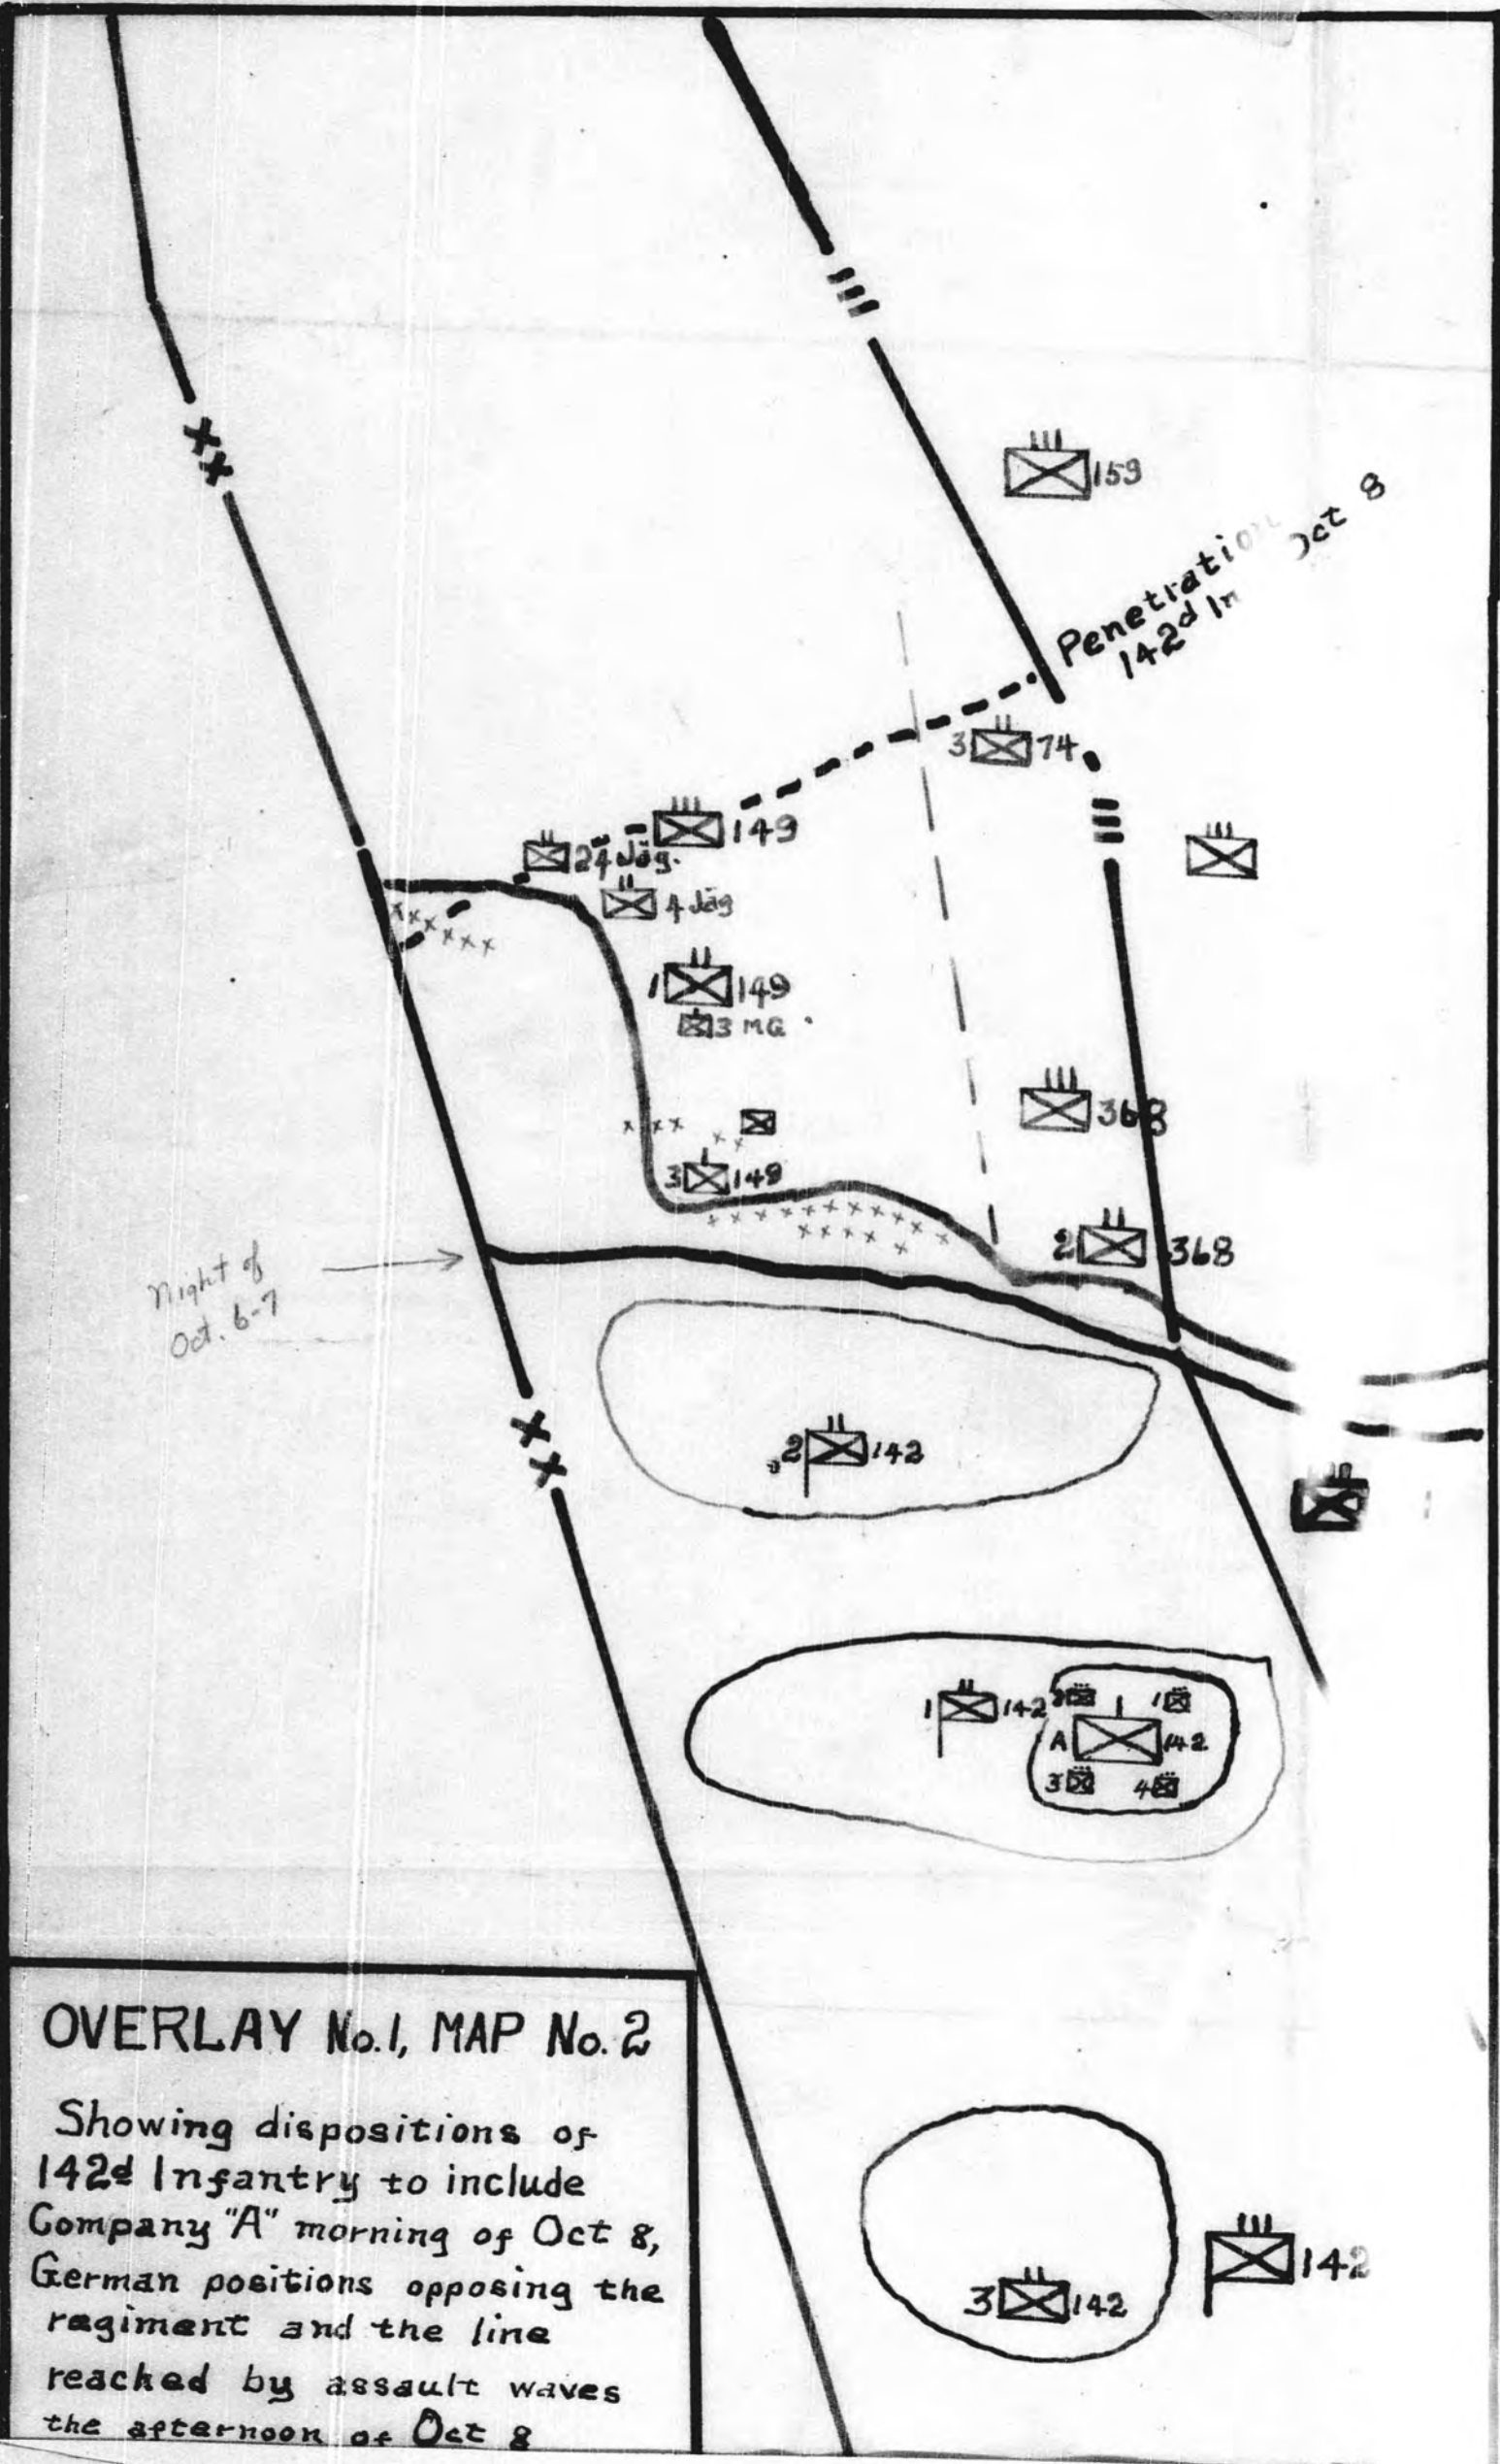 159
Penetration Oct 8
142d In
3 74
149
24 Jäg.
4 Jäg
1 149
3 MG
368
3 149
2 368
Night of
Oct. 6-7
2 142
1 142
1
A 142
3 4
3 142
142
OVERLAY No.1, MAP No. 2
Showing dispositions of
142d Infantry to include
Company "A" morning of Oct 8,
German positions opposing the
regiment and the line
reached by assault waves
the afternoon of Oct 8